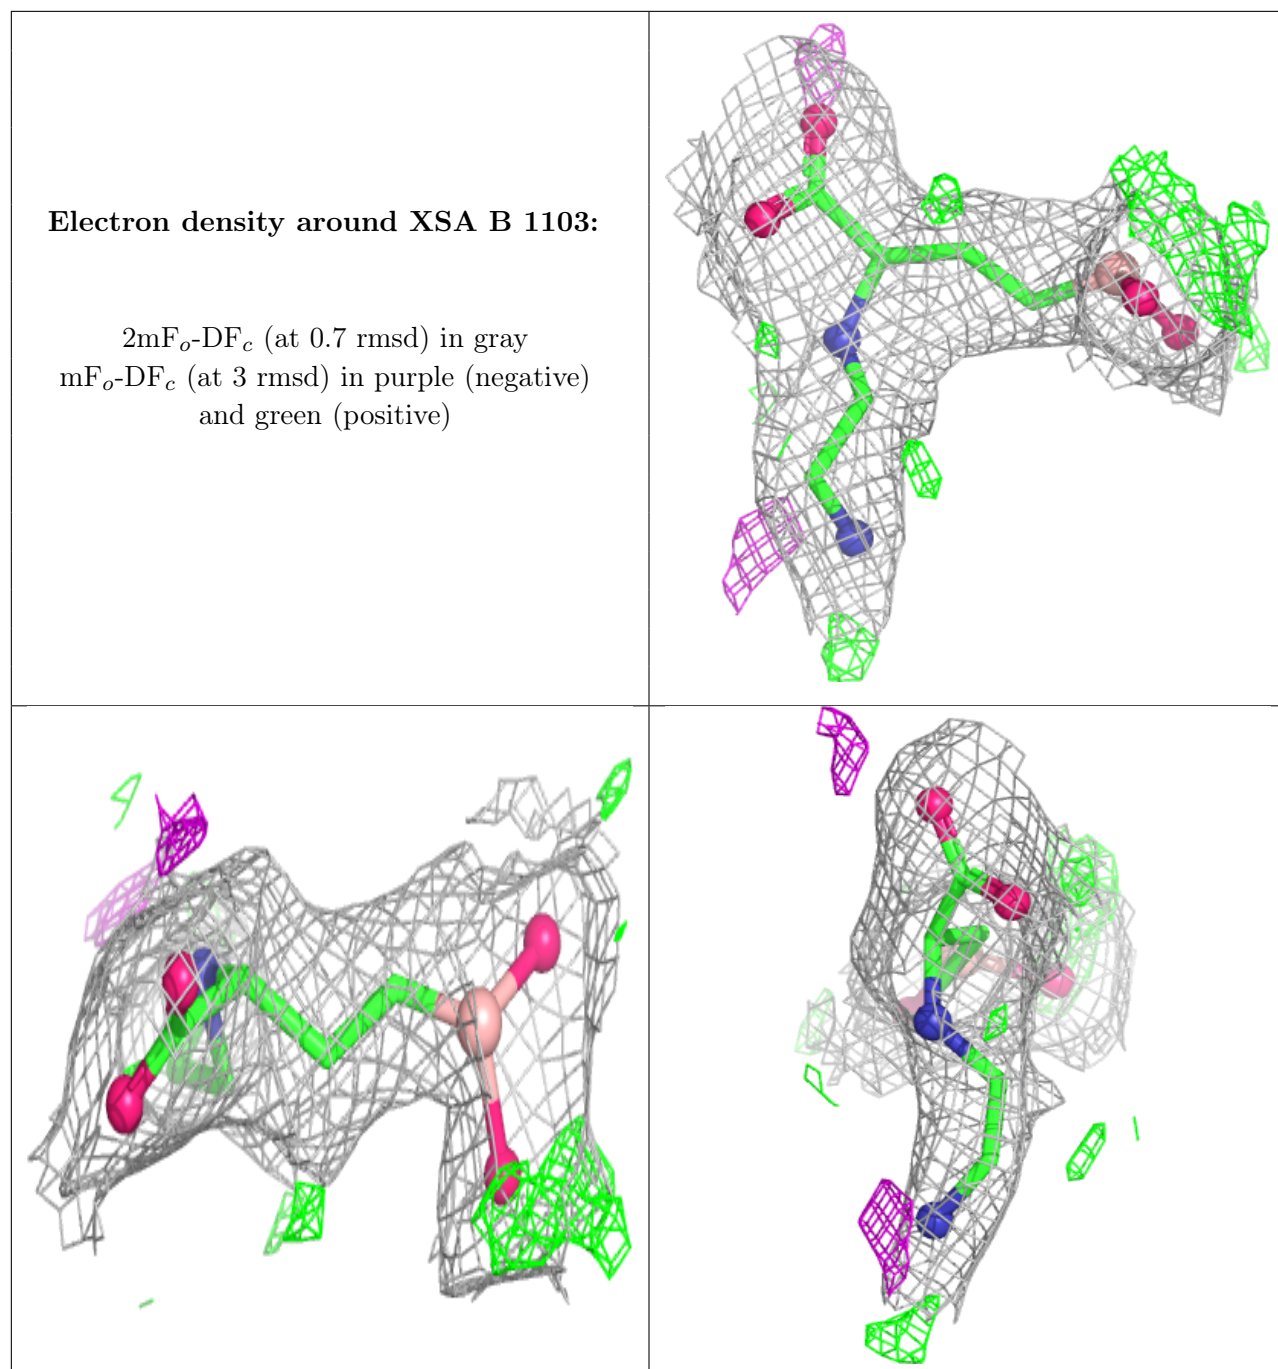 Electron density around XSA B 1103:
2mFo-DFc (at 0.7 rmsd) in gray
mFo-DFc (at 3 rmsd) in purple (negative)
and green (positive)